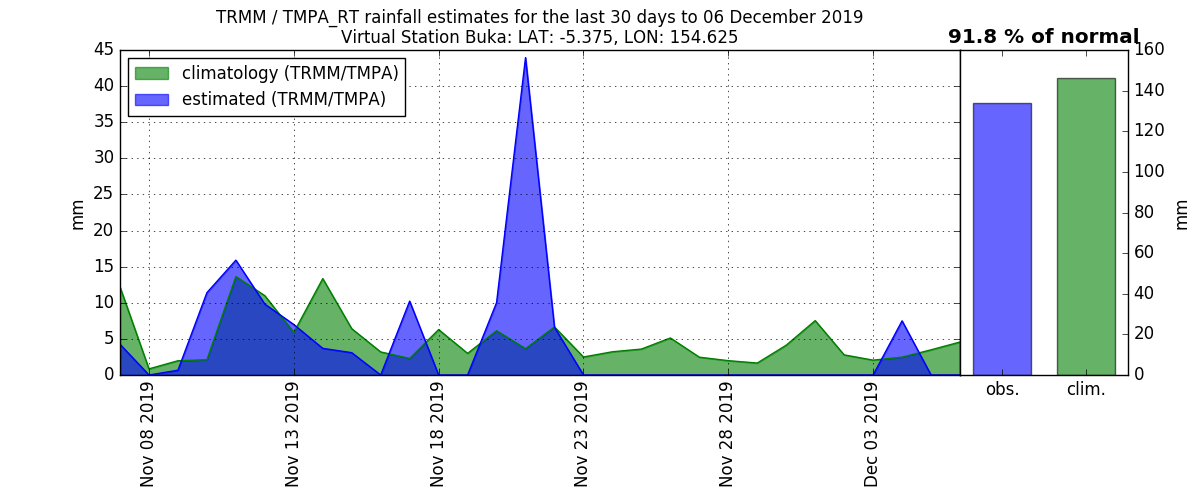 TRMM / TMPA_RT rainfall estimates for the last 30 days to 06 December 2019
Virtual Station Buka: LAT: -5.375, LON: 154.625
91.8 % of normal
climatology (TRMM/TMPA)
estimated (TRMM/TMPA)
45
40
35
30
25
20
15
10
5
0
mm
Nov 08 2019
Nov 13 2019
Nov 18 2019
Nov 23 2019
Nov 28 2019
Dec 03 2019
obs.
clim.
160
140
120
100
80
60
40
20
0
mm